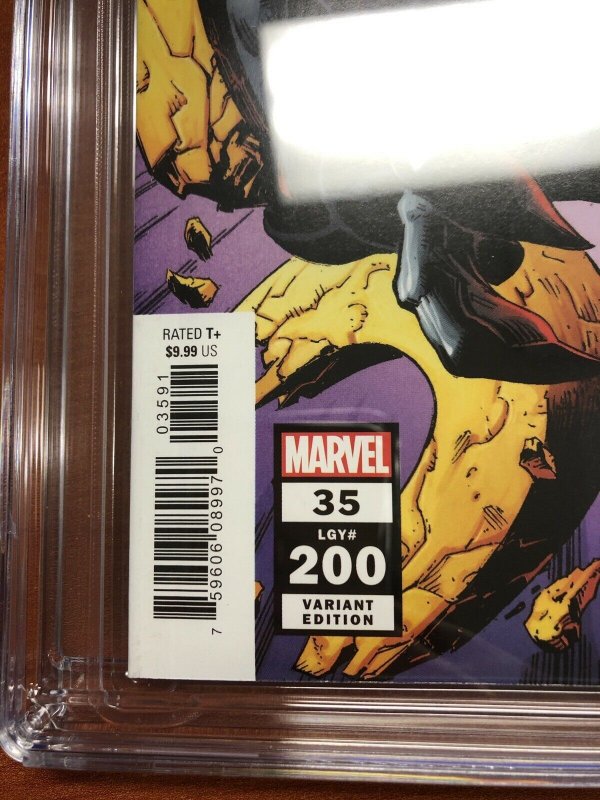 RATED T+
$9.99 US
03591
7 59606 08997 0
MARVEL
35
LGY#
200
VARIANT
EDITION